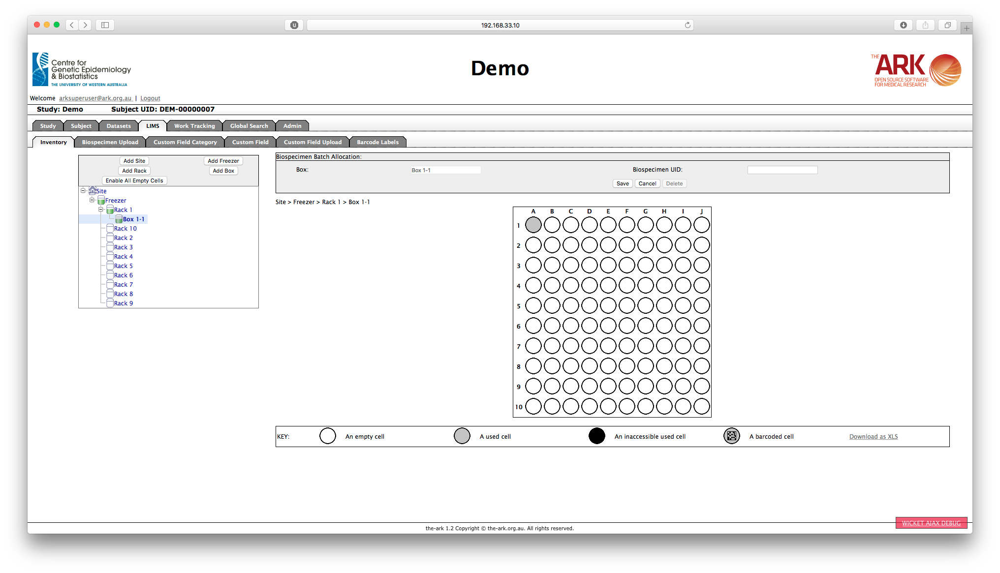 192.168.33.10
Centre for
Genetic Epidemiology
& Biostatistics
THE UNIVERSITY OF WESTERN AUSTRALIA
Demo
THE ARK
OPEN SOURCE SOFTWARE
FOR MEDICAL RESEARCH
Welcome arksuperuser@ark.org.au | Logout
Study: Demo Subject UID: DEM-00000007
Study Subject Datasets LIMS Work Tracking Global Search Admin
Inventory Biospecimen Upload Custom Field Category Custom Field Custom Field Upload Barcode Labels
Add Site Add Freezer
Add Rack Add Box
Enable All Empty Cells
Site
Freezer
Rack 1
Box 1-1
Rack 10
Rack 2
Rack 3
Rack 4
Rack 5
Rack 6
Rack 7
Rack 8
Rack 9
Biospecimen Batch Allocation:
Box: Box 1-1 Biospecimen UID:
Save Cancel Delete
Site > Freezer > Rack 1 > Box 1-1
A B C D E F G H I J
1
2
3
4
5
6
7
8
9
10
KEY: An empty cell A used cell An inaccessible used cell A barcoded cell Download as XLS
WICKET AJAX DEBUG
the-ark 1.2 Copyright © the-ark.org.au. All rights reserved.